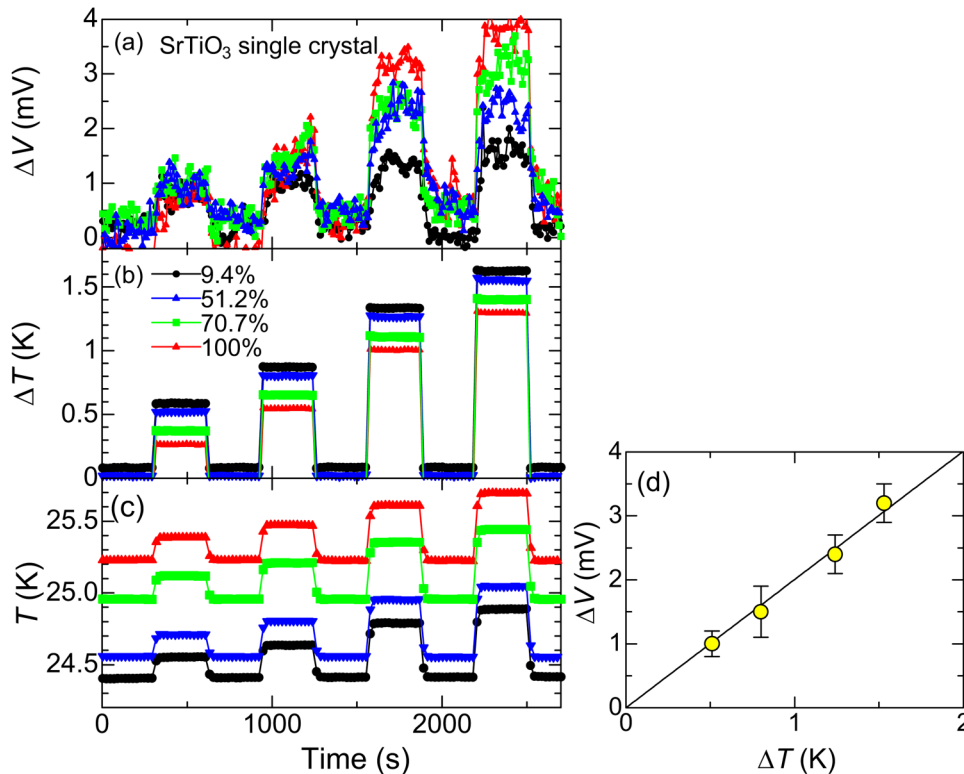 (a) SrTiO3 single crystal
4
3
2
1
0
ΔV (mV)
(b)
9.4%
51.2%
70.7%
100%
1.5
1
0.5
0
ΔT (K)
(c)
25.5
25.0
24.5
T (K)
0 1000 2000
Time (s)
(d)
4
3
2
1
0
ΔV (mV)
0 1 2
ΔT (K)